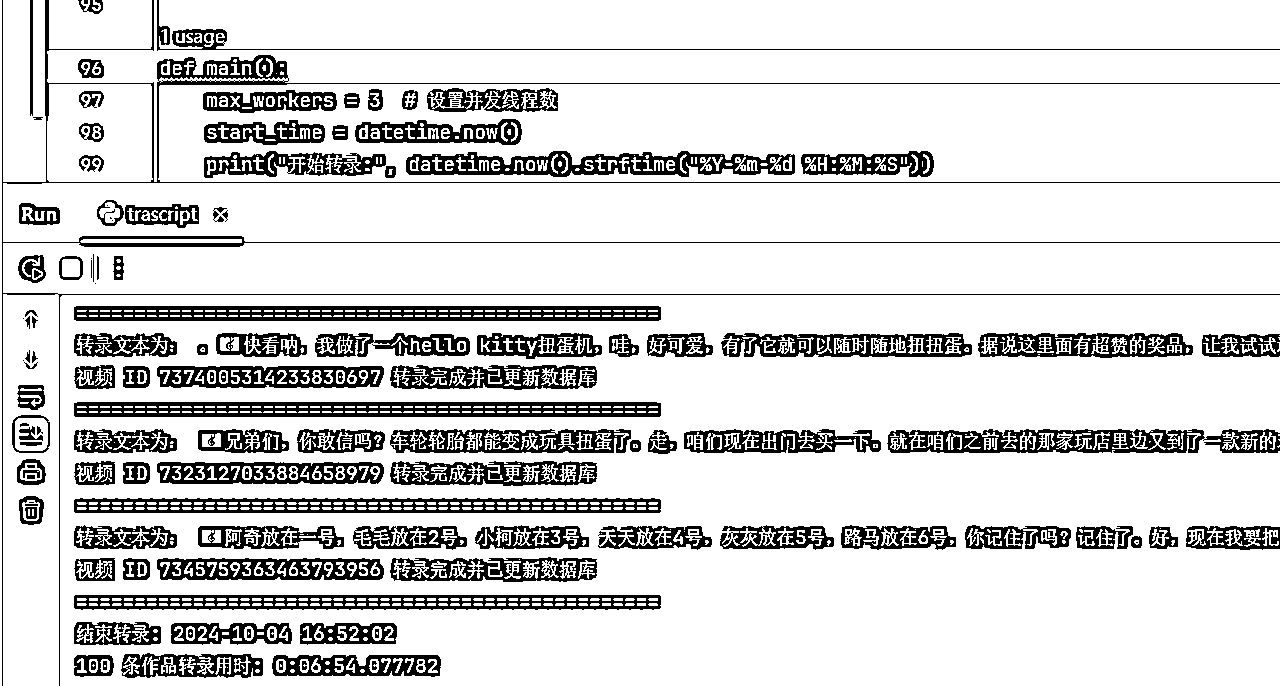 95
1 usage
96 def main():
97 max_workers = 3 # 设置并发线程数
98 start_time = datetime.now()
99 print("开始转录:", datetime.now().strftime("%Y-%m-%d %H:%M:%S"))
Run trascript
==================================================
转录文本为： 。快看呐，我做了一个hello kitty扭蛋机，哇，好可爱，有了它就可以随时随地扭扭蛋。据说这里面有超赞的奖品，让我试试
视频 ID 7374005314233830697 转录完成并已更新数据库
==================================================
转录文本为： 兄弟们，你敢信吗？车轮轮胎都能变成玩具扭蛋了。走，咱们现在出门去买一下。就在咱们之前去的那家玩店里边又到了一款新的
视频 ID 7323127033884658979 转录完成并已更新数据库
==================================================
转录文本为： 阿奇放在一号，毛毛放在2号，小柯放在3号，天天放在4号，灰灰放在5号，路马放在6号，你记住了吗？记住了。好，现在我要把
视频 ID 7345759363463793956 转录完成并已更新数据库
==================================================
结束转录: 2024-10-04 16:52:02
100 条作品转录用时: 0:06:54.077782